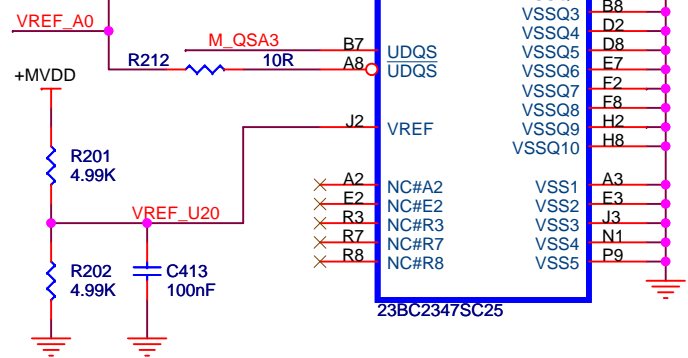 VREF_A0
M_QSA3
R212
10R
+MVDD
B7
A8
J2
UDQS
UDQS
VREF
R201
4.99K
VREF_U20
R202
4.99K
C413
100nF
A2
E2
R3
R7
R8
NC#A2
NC#E2
NC#R3
NC#R7
NC#R8
VSSQ3
VSSQ4
VSSQ5
VSSQ6
VSSQ7
VSSQ8
VSSQ9
VSSQ10
VSS1
VSS2
VSS3
VSS4
VSS5
B8
D2
D8
E7
F2
F8
H2
H8
A3
E3
J3
N1
P9
23BC2347SC25